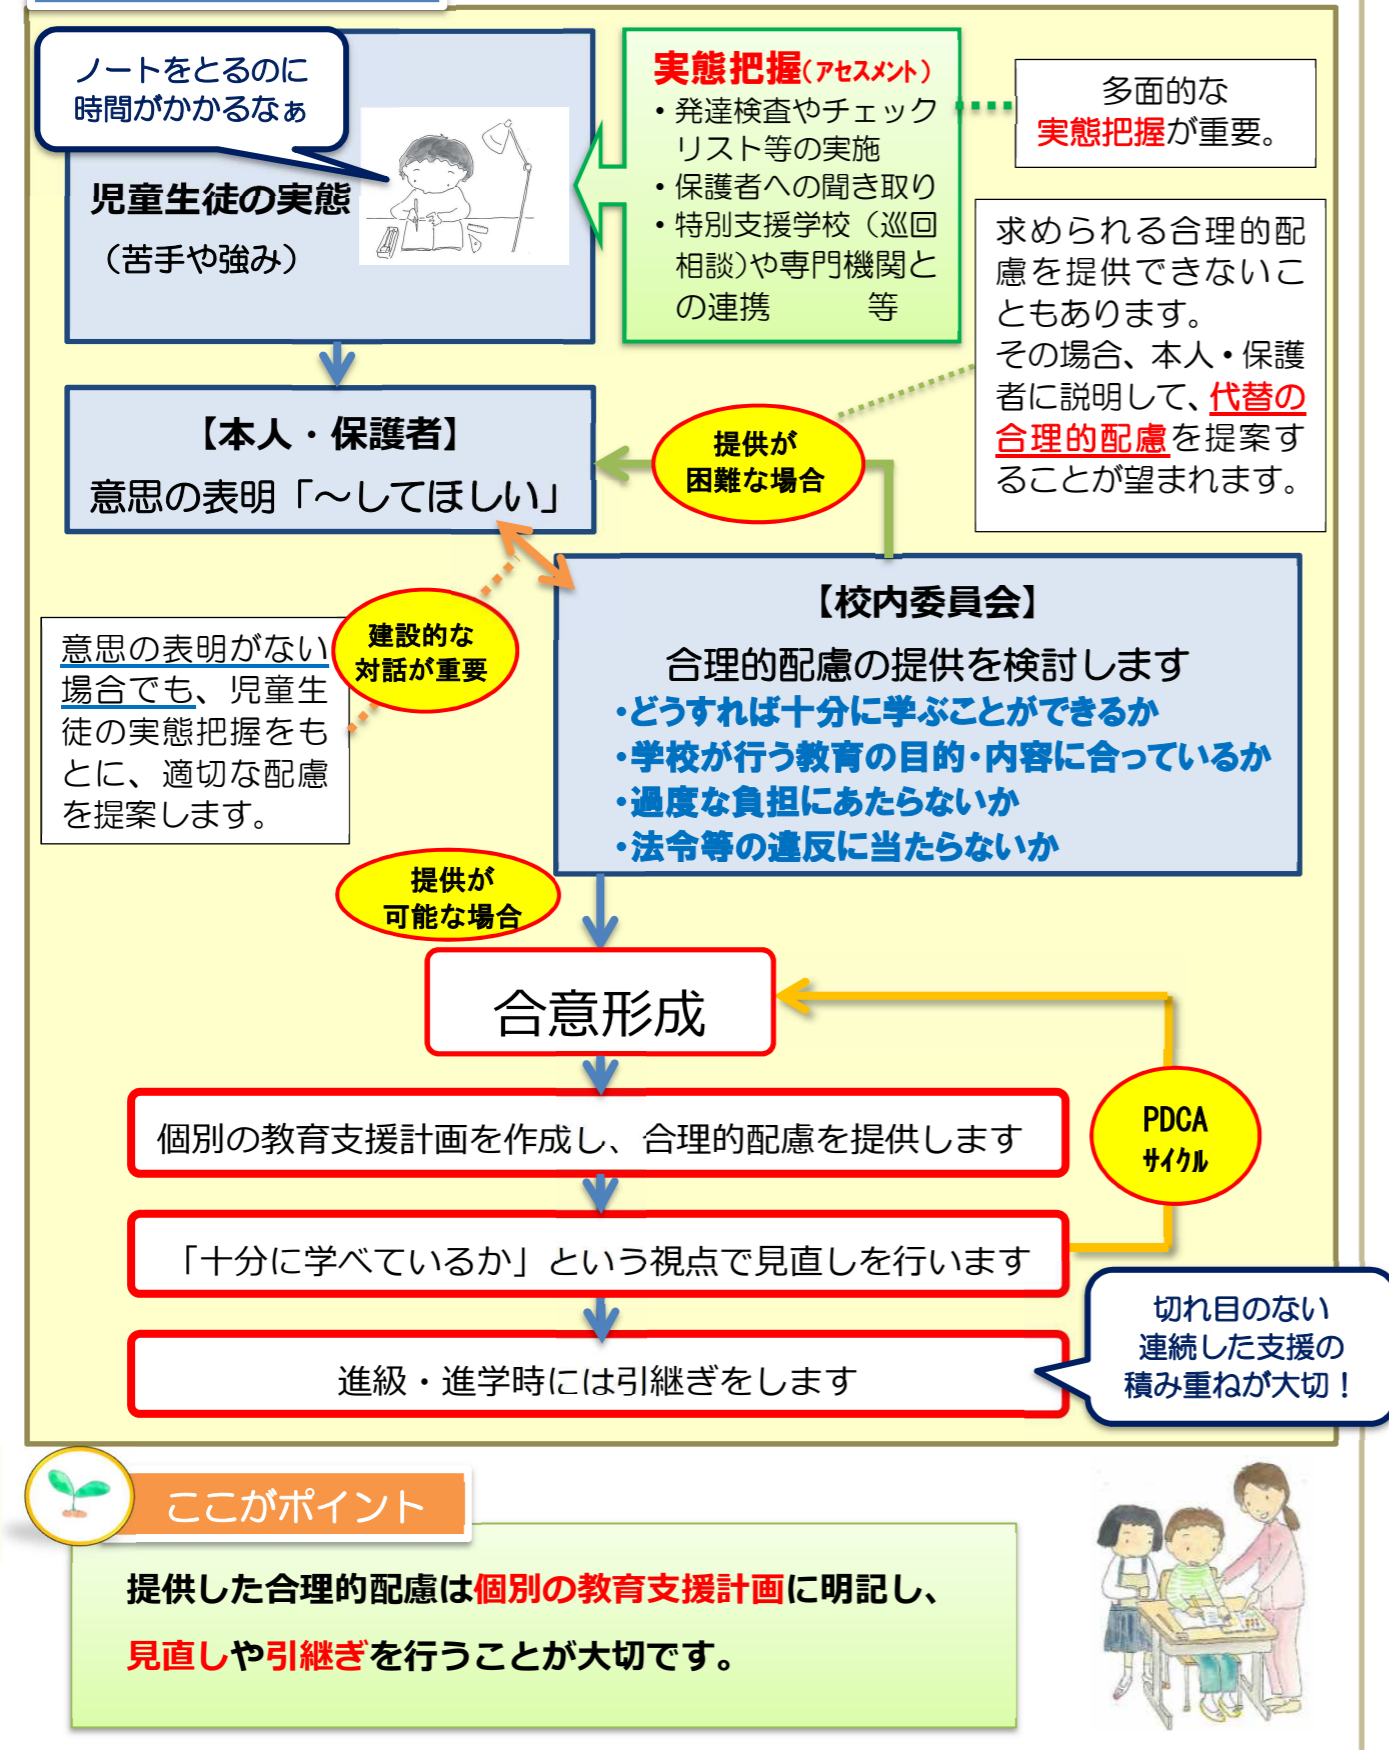 ノートをとるのに
時間がかかるなぁ
児童生徒の実態
（苦手や強み）
実態把握（アセスメント）
・発達検査やチェック
リスト等の実施
・保護者への聞き取り
・特別支援学校（巡回
相談）や専門機関と
の連携　　　等
多面的な
実態把握が重要。
求められる合理的配
慮を提供できないこ
ともあります。
その場合、本人・保護
者に説明して、代替の
合理的配慮を提案す
ることが望まれます。
【本人・保護者】
意思の表明「～してほしい」
提供が
困難な場合
建設的な
対話が重要
意思の表明がない
場合でも、児童生
徒の実態把握をも
とに、適切な配慮
を提案します。
【校内委員会】
合理的配慮の提供を検討します
・どうすれば十分に学ぶことができるか
・学校が行う教育の目的・内容に合っているか
・過度な負担にあたらないか
・法令等の違反に当たらないか
提供が
可能な場合
合意形成
個別の教育支援計画を作成し、合理的配慮を提供します
「十分に学べているか」という視点で見直しを行います
進級・進学時には引継ぎをします
PDCA
サイクル
切れ目のない
連続した支援の
積み重ねが大切！
ここがポイント
提供した合理的配慮は個別の教育支援計画に明記し、
見直しや引継ぎを行うことが大切です。